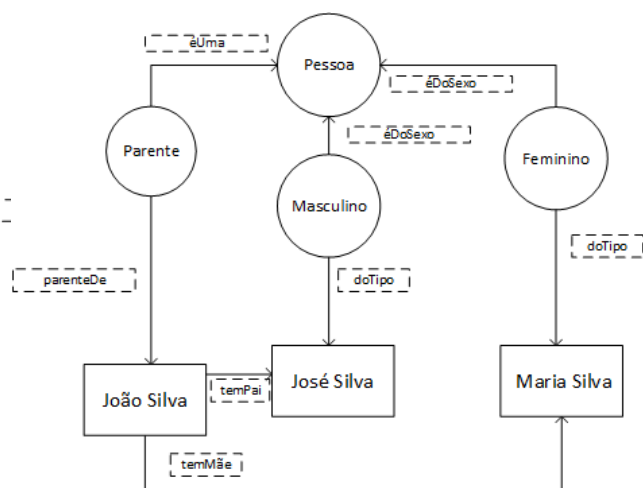 éUma
Pessoa
éDoSexo
éDoSexo
Parente
Feminino
Masculino
doTipo
parenteDe
doTipo
João Silva
temPai
José Silva
Maria Silva
temMãe